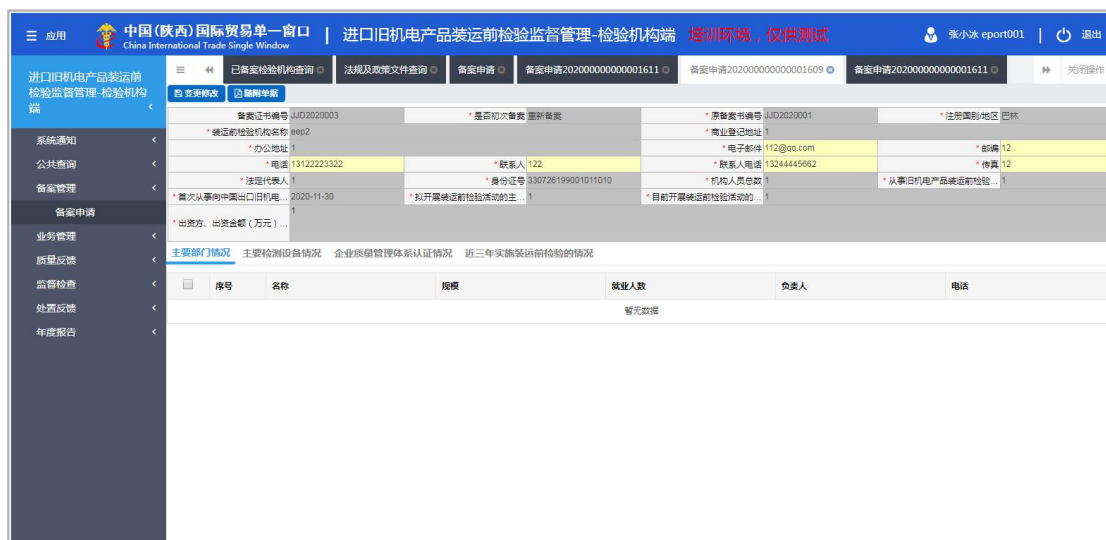 应用
中国(陕西)国际贸易单一窗口 | 进口旧机电产品装运前检验监督管理-检验机构端 培训环境，仅供测试 张小冰 eport001 | 退出
China International Trade Single Window
进口旧机电产品装运前检验监督管理-检验机构端
系统通知
公共查询
备案管理
备案申请
业务管理
质量反馈
监督检查
处置反馈
年度报告
已备案检验机构查询 法规及政策文件查询 备案申请 备案申请202000000000001611 备案申请202000000000001609 备案申请202000000000001611 关闭操作
变更修改 随附单据
备案证书编号 JJD2020003 *是否初次备案 重新备案 *原备案书编号 JJD2020001 *注册国别/地区 巴林
*装运前检验机构名称 eep2 *商业登记地址 1
*办公地址 1 *电子邮件 112@qq.com *邮编 12
*电话 13122223322 *联系人 122 *联系人电话 13244445662 *传真 12
*法定代表人 1 *身份证号 330726199001011010 *机构人员总数 1 *从事旧机电产品装运前检验... 1
*首次从事向中国出口旧机电... 2020-11-30 *拟开展装运前检验活动的主... 1 *目前开展装运前检验活动的... 1
*出资方、出资金额（万元）... 1
主要部门情况 主要检测设备情况 企业质量管理体系认证情况 近三年实施装运前检验的情况
序号 名称 规模 就业人数 负责人 电话
暂无数据